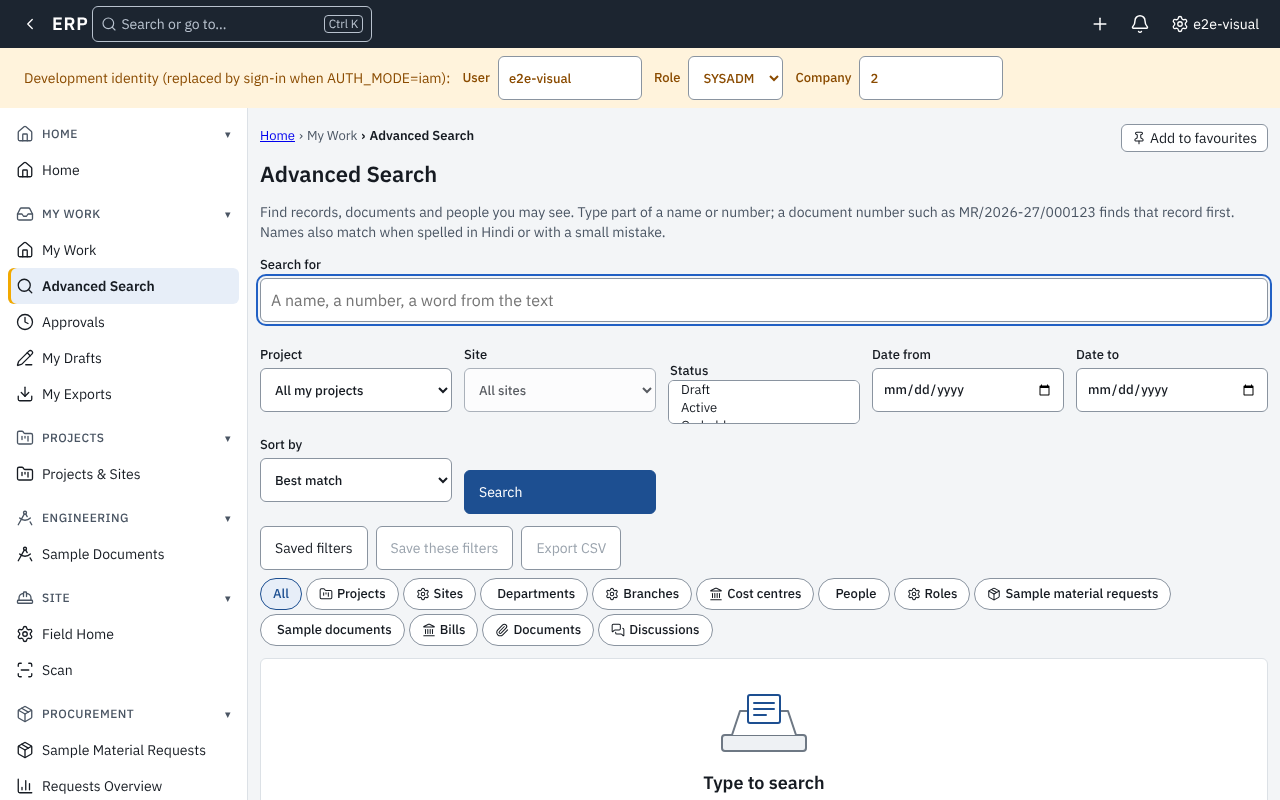 ERP
Search or go to...
Ctrl K
e2e-visual
Development identity (replaced by sign-in when AUTH_MODE=iam):
User
e2e-visual
Role
SYSADM
Company
2
HOME
Home
MY WORK
My Work
Advanced Search
Approvals
My Drafts
My Exports
PROJECTS
Projects & Sites
ENGINEERING
Sample Documents
SITE
Field Home
Scan
PROCUREMENT
Sample Material Requests
Requests Overview
Home › My Work › Advanced Search
Add to favourites
Advanced Search
Find records, documents and people you may see. Type part of a name or number; a document number such as MR/2026-27/000123 finds that record first.
Names also match when spelled in Hindi or with a small mistake.
Search for
A name, a number, a word from the text
Project
All my projects
Site
All sites
Status
Draft
Active
Date from
mm/dd/yyyy
Date to
mm/dd/yyyy
Sort by
Best match
Search
Saved filters
Save these filters
Export CSV
All
Projects
Sites
Departments
Branches
Cost centres
People
Roles
Sample material requests
Sample documents
Bills
Documents
Discussions
Type to search